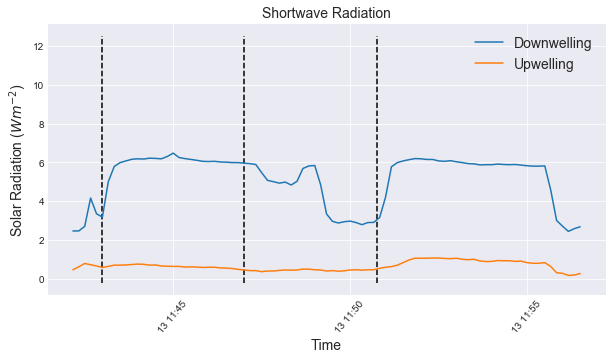 Shortwave Radiation
Solar Radiation ($Wm^{-2}$)
12
10
8
6
4
2
0
Downwelling
Upwelling
13 11:45
13 11:50
13 11:55
Time